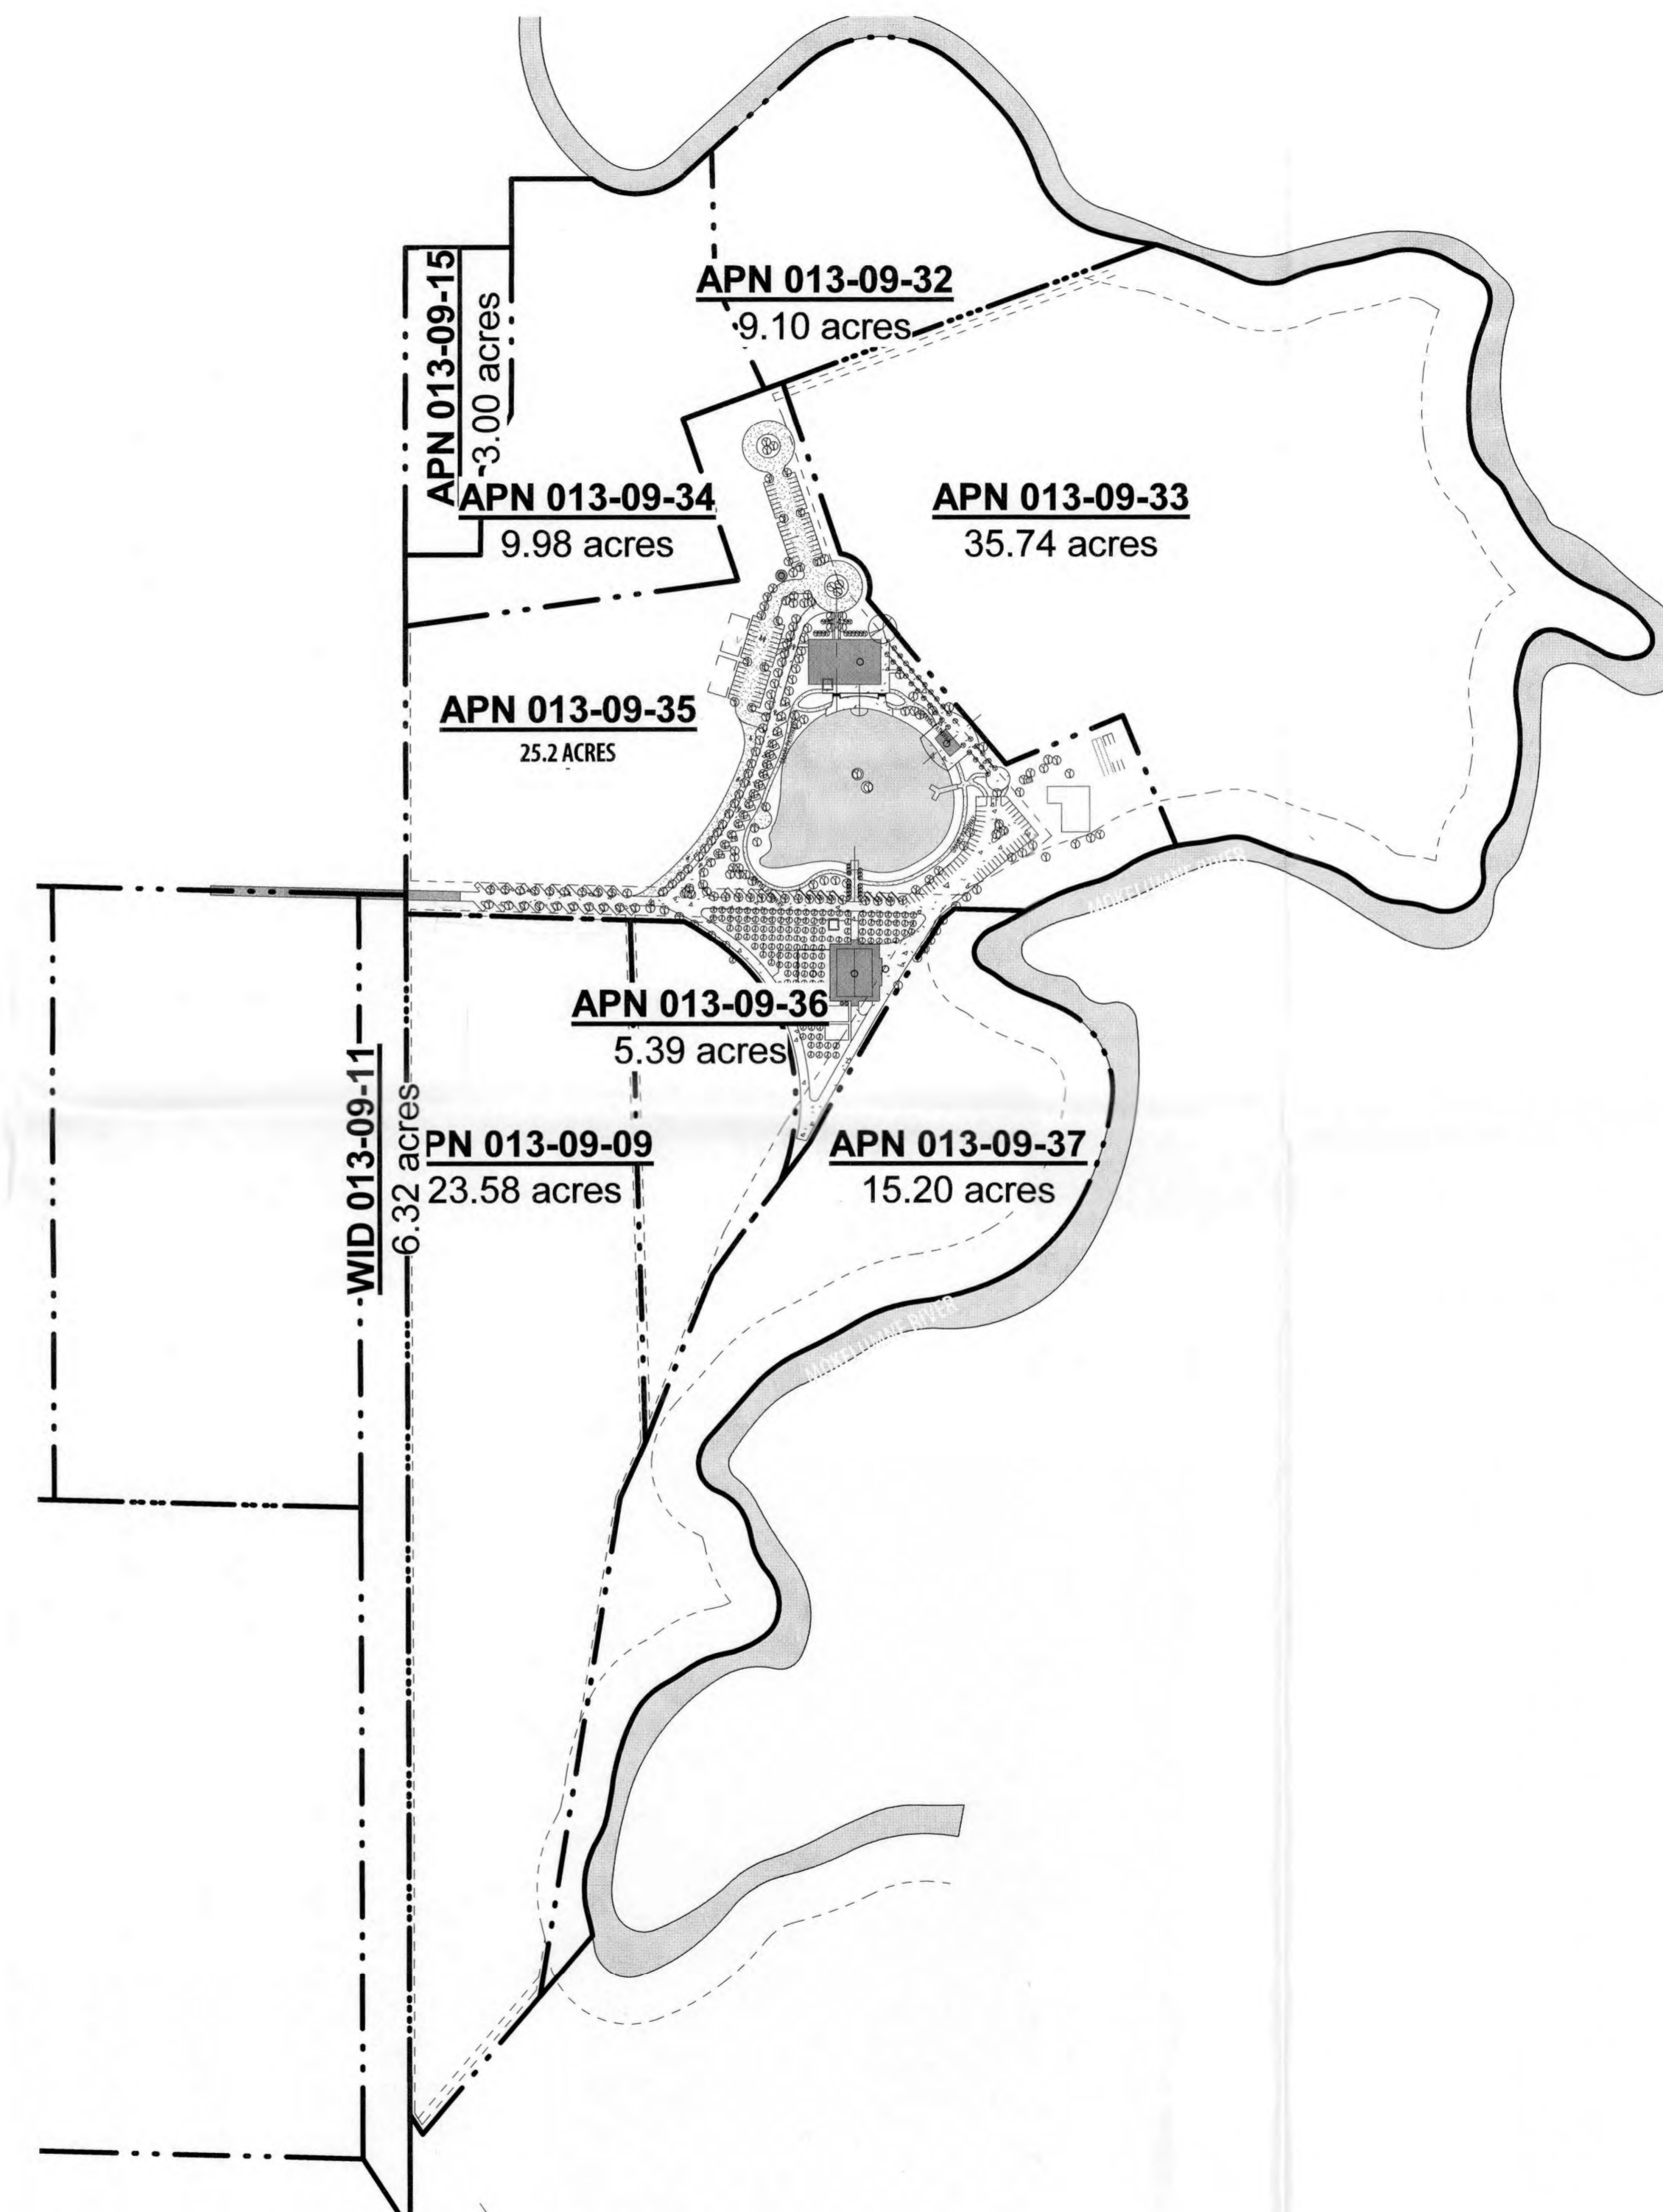 APN 013-09-32
9.10 acres
APN 013-09-15
3.00 acres
APN 013-09-34
9.98 acres
APN 013-09-33
35.74 acres
APN 013-09-35
25.2 ACRES
MOKELUMNE RIVER
APN 013-09-36
5.39 acres
WID 013-09-11
6.32 acres
PN 013-09-09
23.58 acres
APN 013-09-37
15.20 acres
MOKELUMNE RIVER